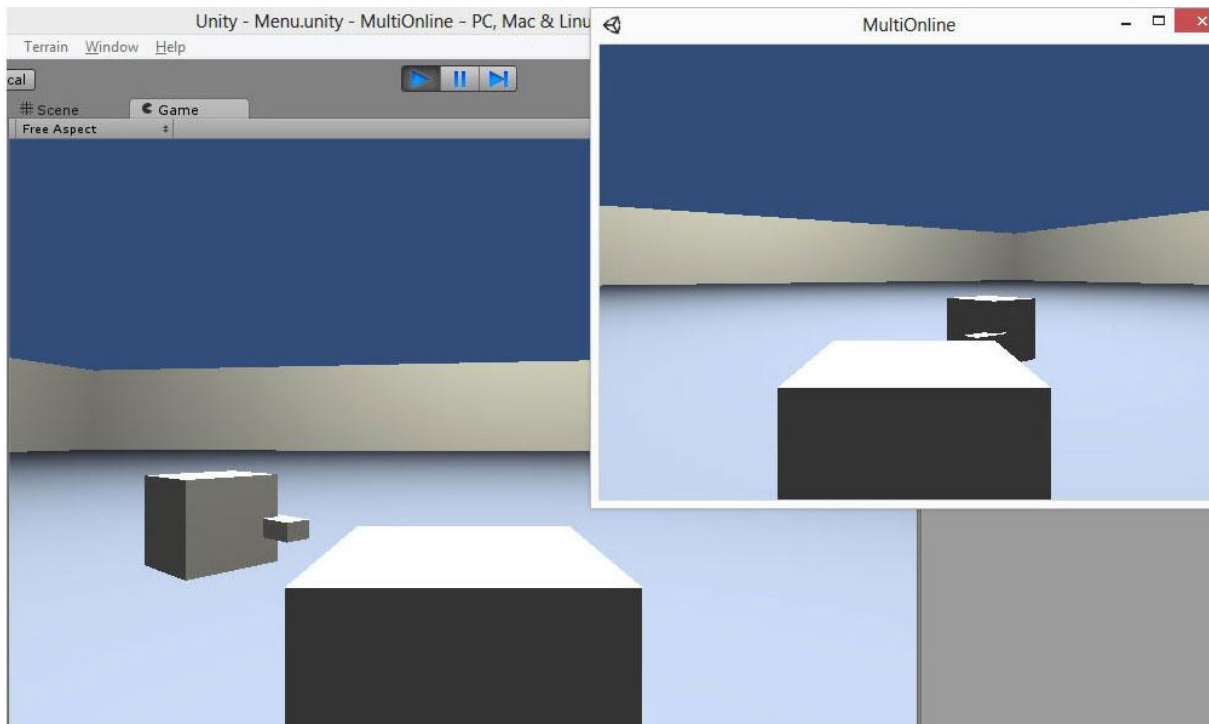 Unity - Menu.unity - MultiOnline - PC, Mac & Linu
Terrain Window Help
cal
Scene Game
Free Aspect
MultiOnline